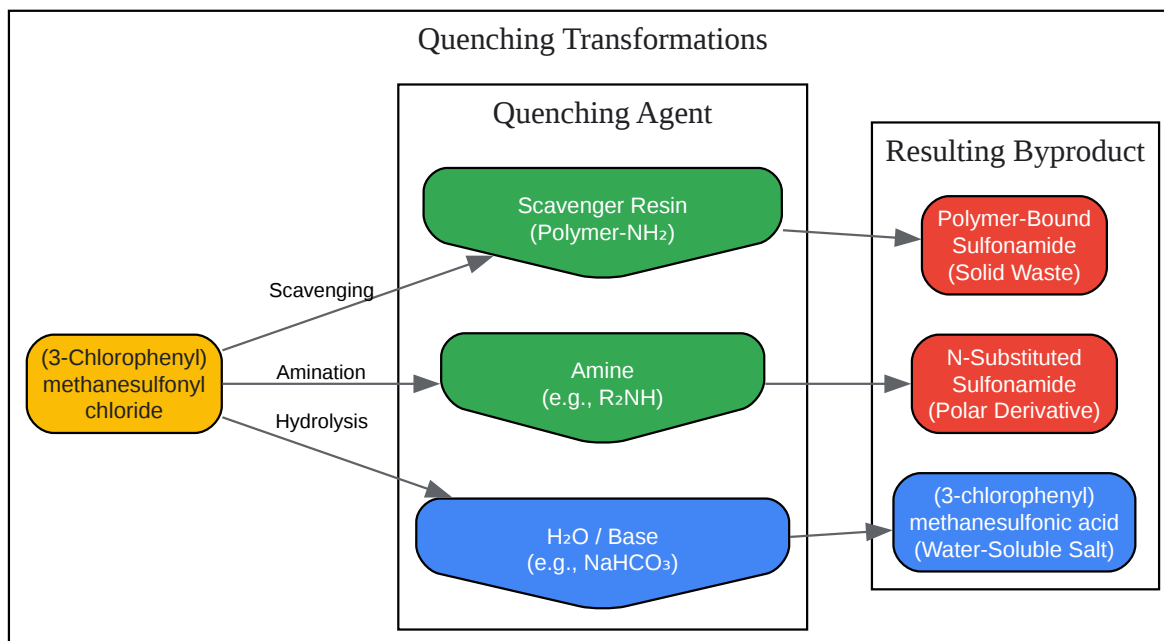 Quenching Transformations
Quenching Agent
Resulting Byproduct
Scavenger Resin
(Polymer-NH₂)
Polymer-Bound
Sulfonamide
(Solid Waste)
Scavenging
(3-Chlorophenyl)
methanesulfonyl
chloride
Amination
Amine
(e.g., R₂NH)
N-Substituted
Sulfonamide
(Polar Derivative)
Hydrolysis
H₂O / Base
(e.g., NaHCO₃)
(3-chlorophenyl)
methanesulfonic acid
(Water-Soluble Salt)